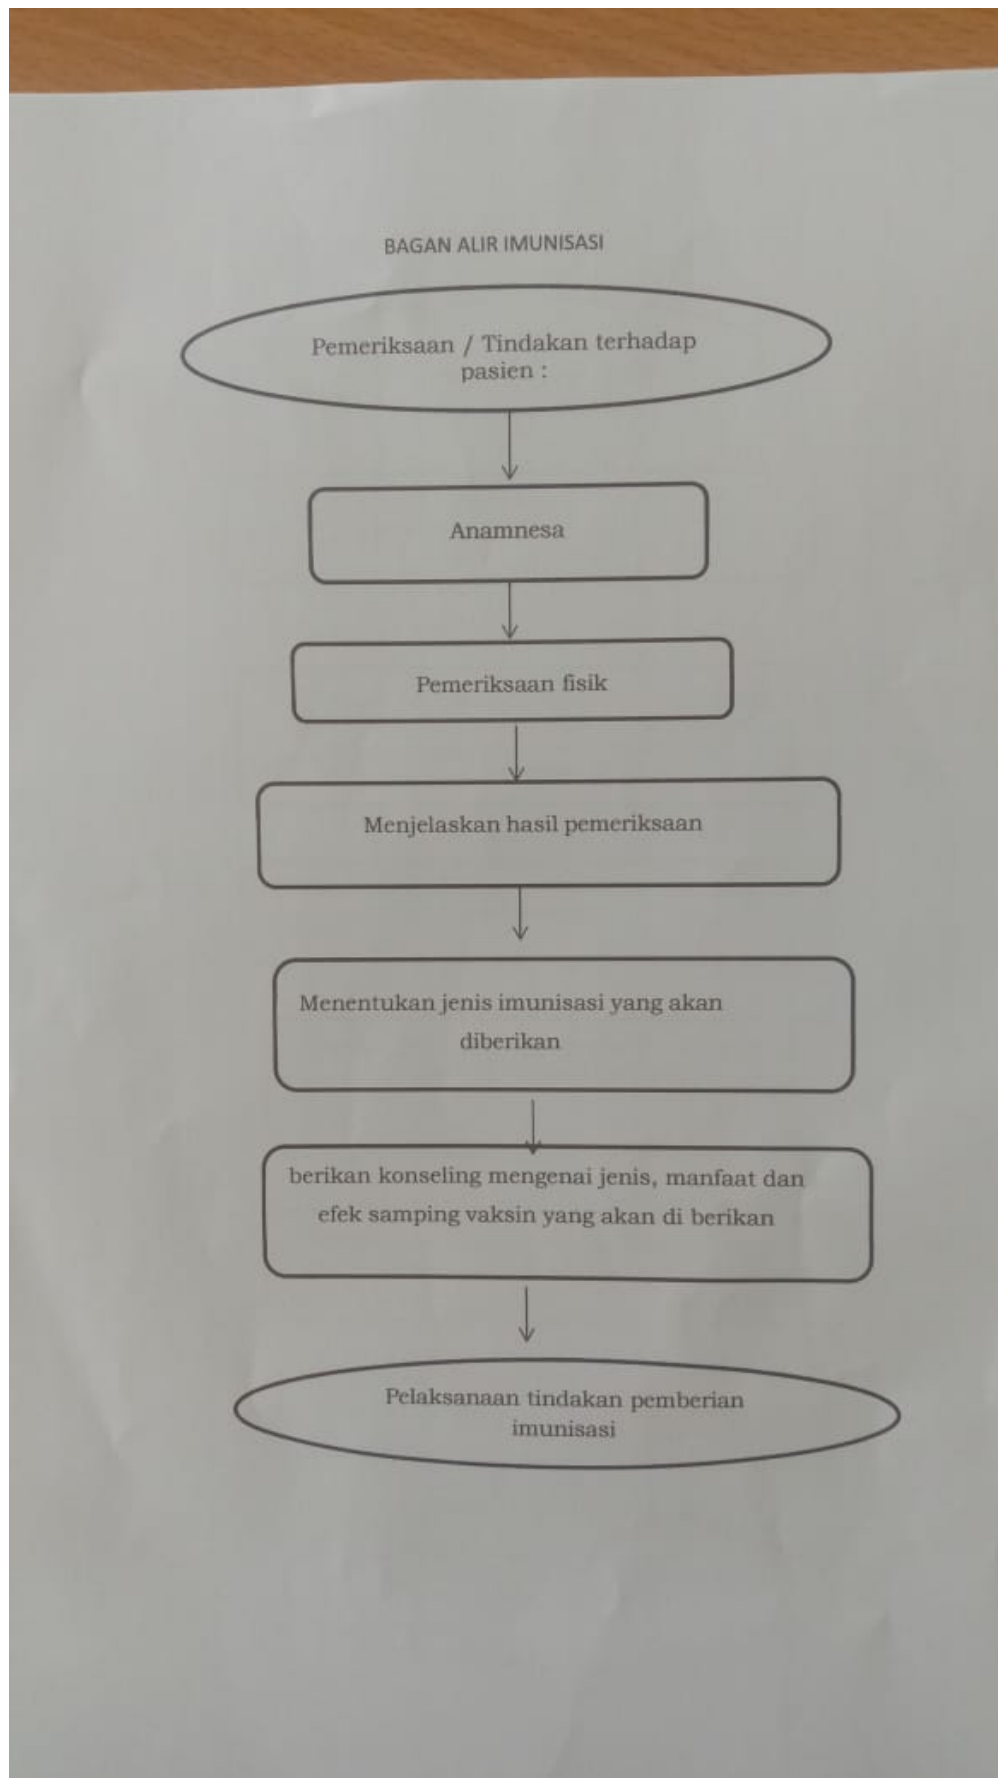 BAGAN ALIR IMUNISASI
Pemeriksaan / Tindakan terhadap
pasien :
Anamnesa
Pemeriksaan fisik
Menjelaskan hasil pemeriksaan
Menentukan jenis imunisasi yang akan
diberikan
berikan konseling mengenai jenis, manfaat dan
efek samping vaksin yang akan di berikan
Pelaksanaan tindakan pemberian
imunisasi